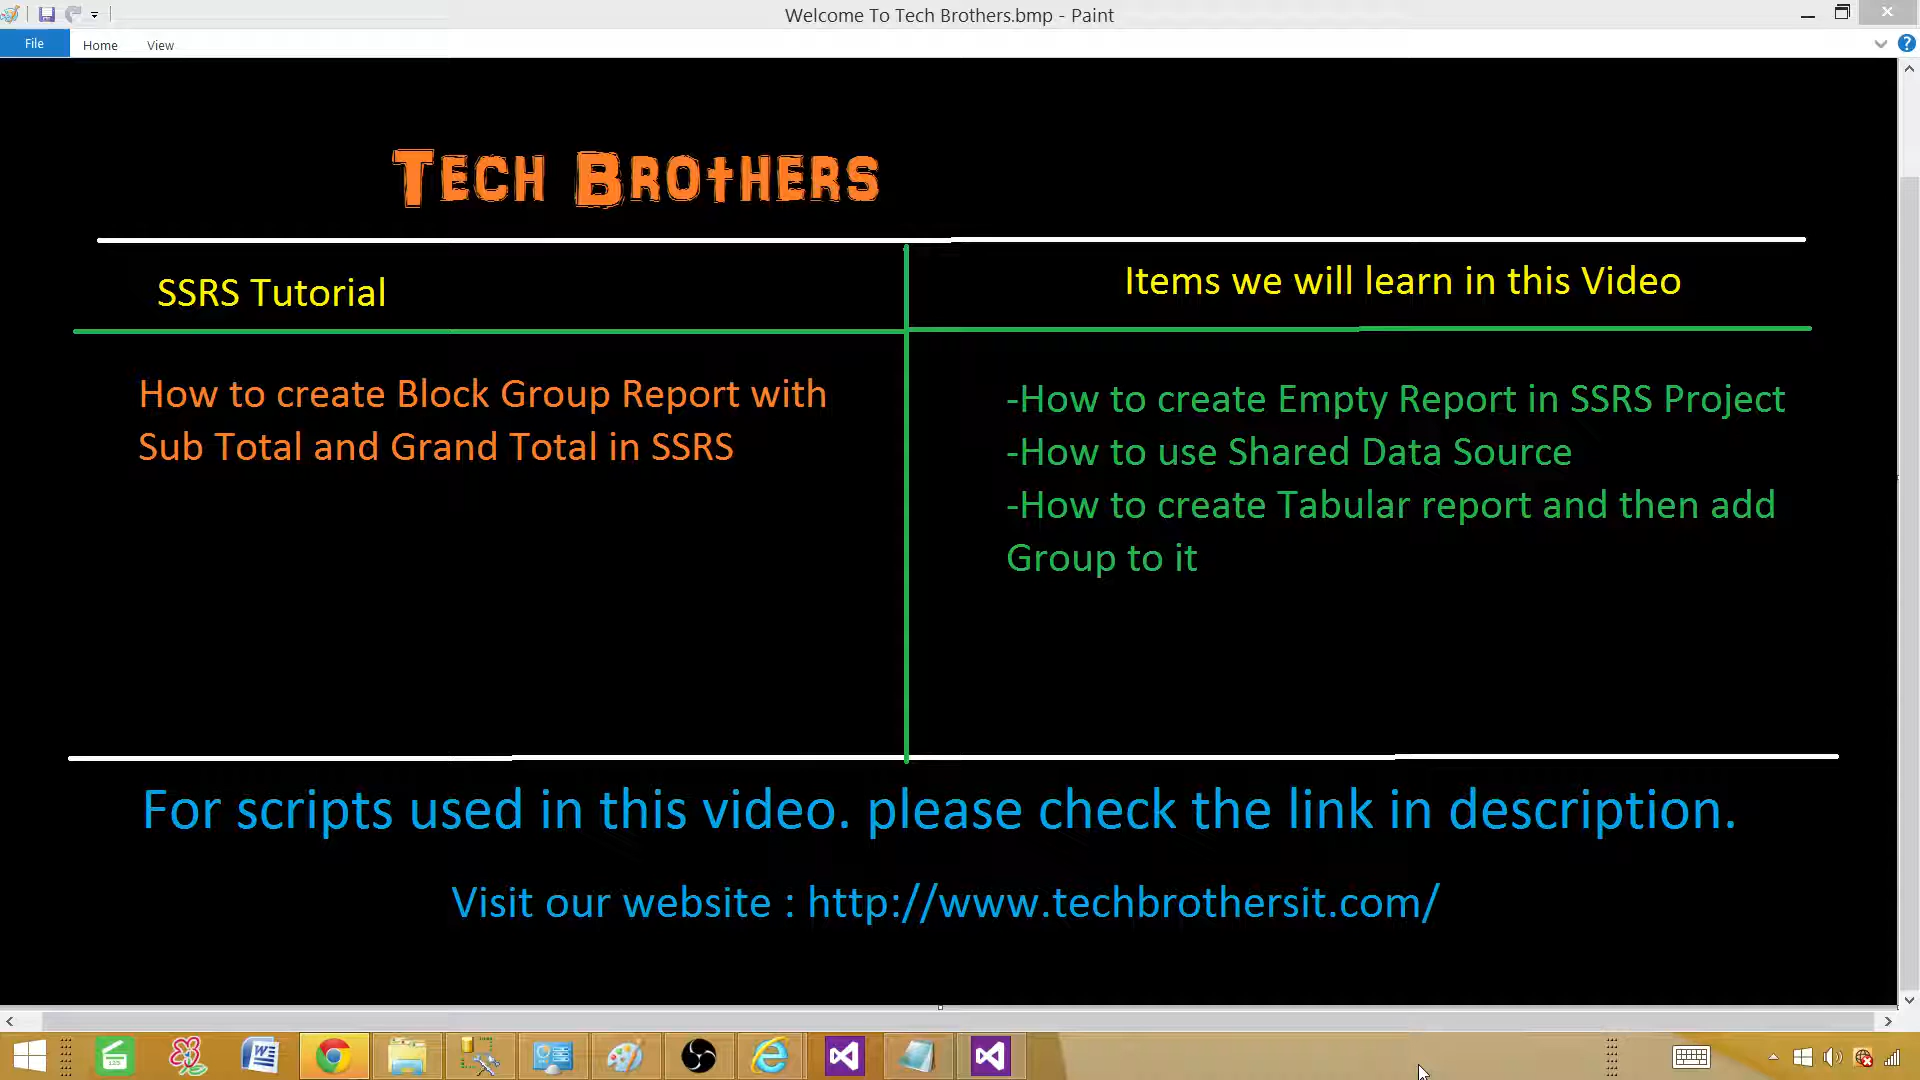 Welcome To Tech Brothers.bmp - Paint
File Home View
Tech Brothers
SSRS Tutorial
Items we will learn in this Video
How to create Block Group Report with
Sub Total and Grand Total in SSRS
-How to create Empty Report in SSRS Project
-How to use Shared Data Source
-How to create Tabular report and then add
Group to it
For scripts used in this video. please check the link in description.
Visit our website : http://www.techbrothersit.com/